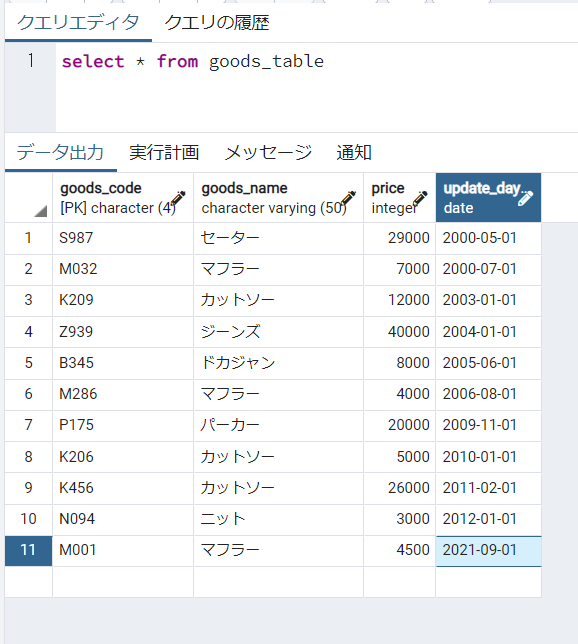 クエリエディタ クエリの履歴
1 select * from goods_table
データ出力 実行計画 メッセージ 通知
goods_code goods_name price update_day...
[PK] character (4) character varying (50) integer date
1 S987 セーター 29000 2000-05-01
2 M032 マフラー 7000 2000-07-01
3 K209 カットソー 12000 2003-01-01
4 Z939 ジーンズ 40000 2004-01-01
5 B345 ドカジャン 8000 2005-06-01
6 M286 マフラー 4000 2006-08-01
7 P175 パーカー 20000 2009-11-01
8 K206 カットソー 5000 2010-01-01
9 K456 カットソー 26000 2011-02-01
10 N094 ニット 3000 2012-01-01
11 M001 マフラー 4500 2021-09-01